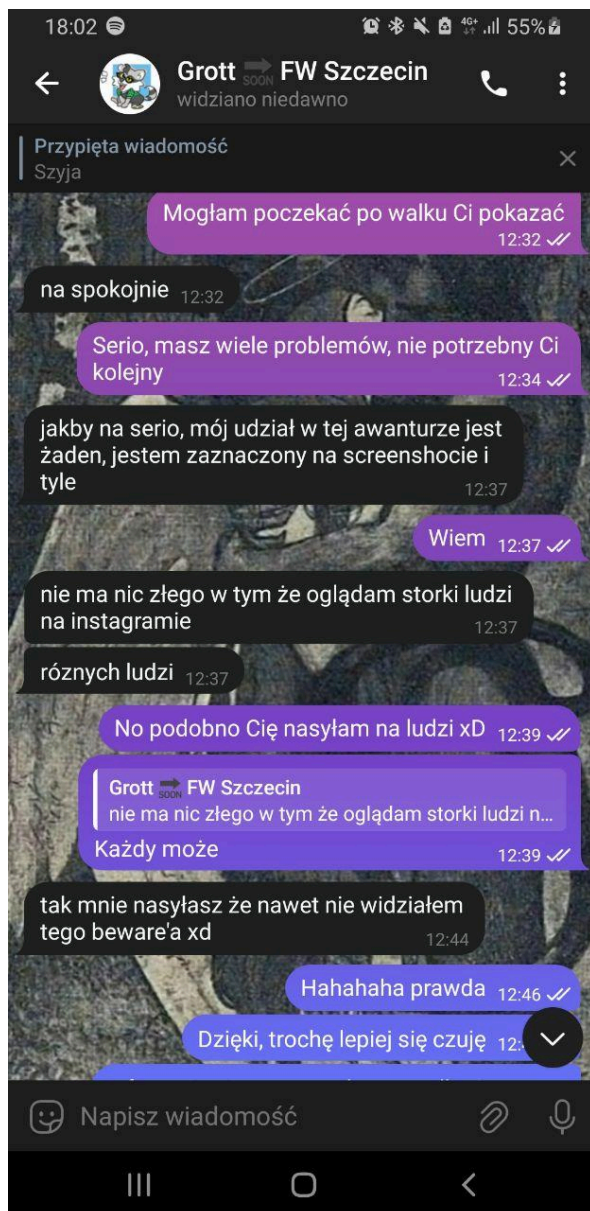 18:02 4G+ 55%
Grott SOON FW Szczecin
widziano niedawno
Przypięta wiadomość
Szyja
Mogłam poczekać po walku Ci pokazać
12:32
na spokojnie 12:32
Serio, masz wiele problemów, nie potrzebny Ci
kolejny
12:34
jakby na serio, mój udział w tej awanturze jest
żaden, jestem zaznaczony na screenshocie i
tyle
12:37
Wiem 12:37
nie ma nic złego w tym że oglądam storki ludzi
na instagramie
12:37
róznych ludzi 12:37
No podobno Cię nasyłam na ludzi xD 12:39
Grott SOON FW Szczecin
nie ma nic złego w tym że oglądam storki ludzi n...
Każdy może
12:39
tak mnie nasyłasz że nawet nie widziałem
tego beware'a xd
12:44
Hahahaha prawda 12:46
Dzięki, trochę lepiej się czuję 12:
Napisz wiadomość